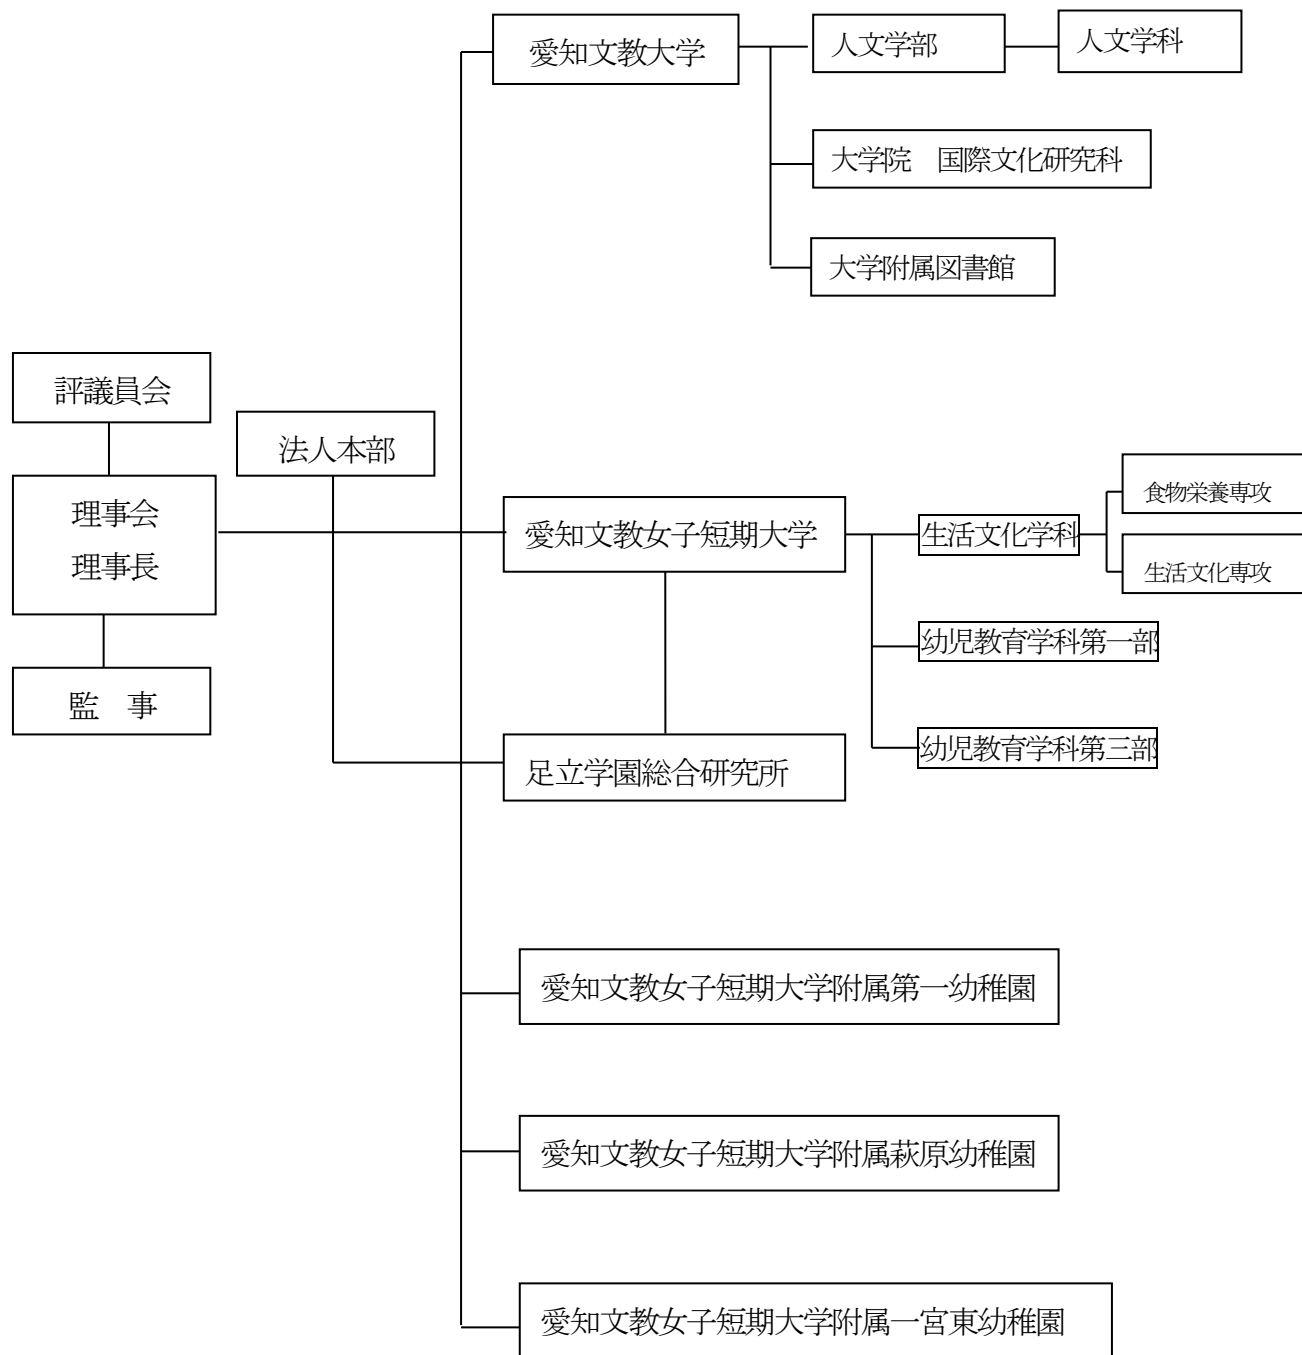 愛知文教大学
人文学部
人文学科
大学院　国際文化研究科
大学附属図書館
評議員会
法人本部
理事会
理事長
監　事
愛知文教女子短期大学
生活文化学科
食物栄養専攻
生活文化専攻
幼児教育学科第一部
幼児教育学科第三部
足立学園総合研究所
愛知文教女子短期大学附属第一幼稚園
愛知文教女子短期大学附属萩原幼稚園
愛知文教女子短期大学附属一宮東幼稚園